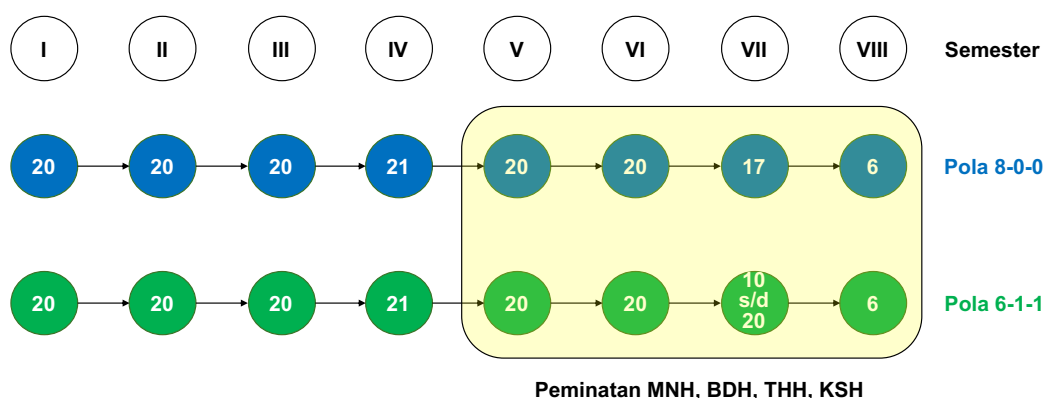 I II III IV V VI VII VIII Semester
20 20 20 21 20 20 17 6 Pola 8-0-0
20 20 20 21 20 20 10 s/d 20 6 Pola 6-1-1
Peminatan MNH, BDH, THH, KSH